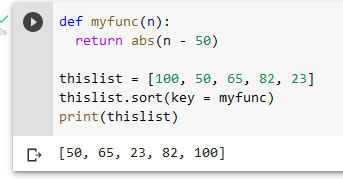 def myfunc(n):
  return abs(n - 50)

thislist = [100, 50, 65, 82, 23]
thislist.sort(key = myfunc)
print(thislist)
[50, 65, 23, 82, 100]